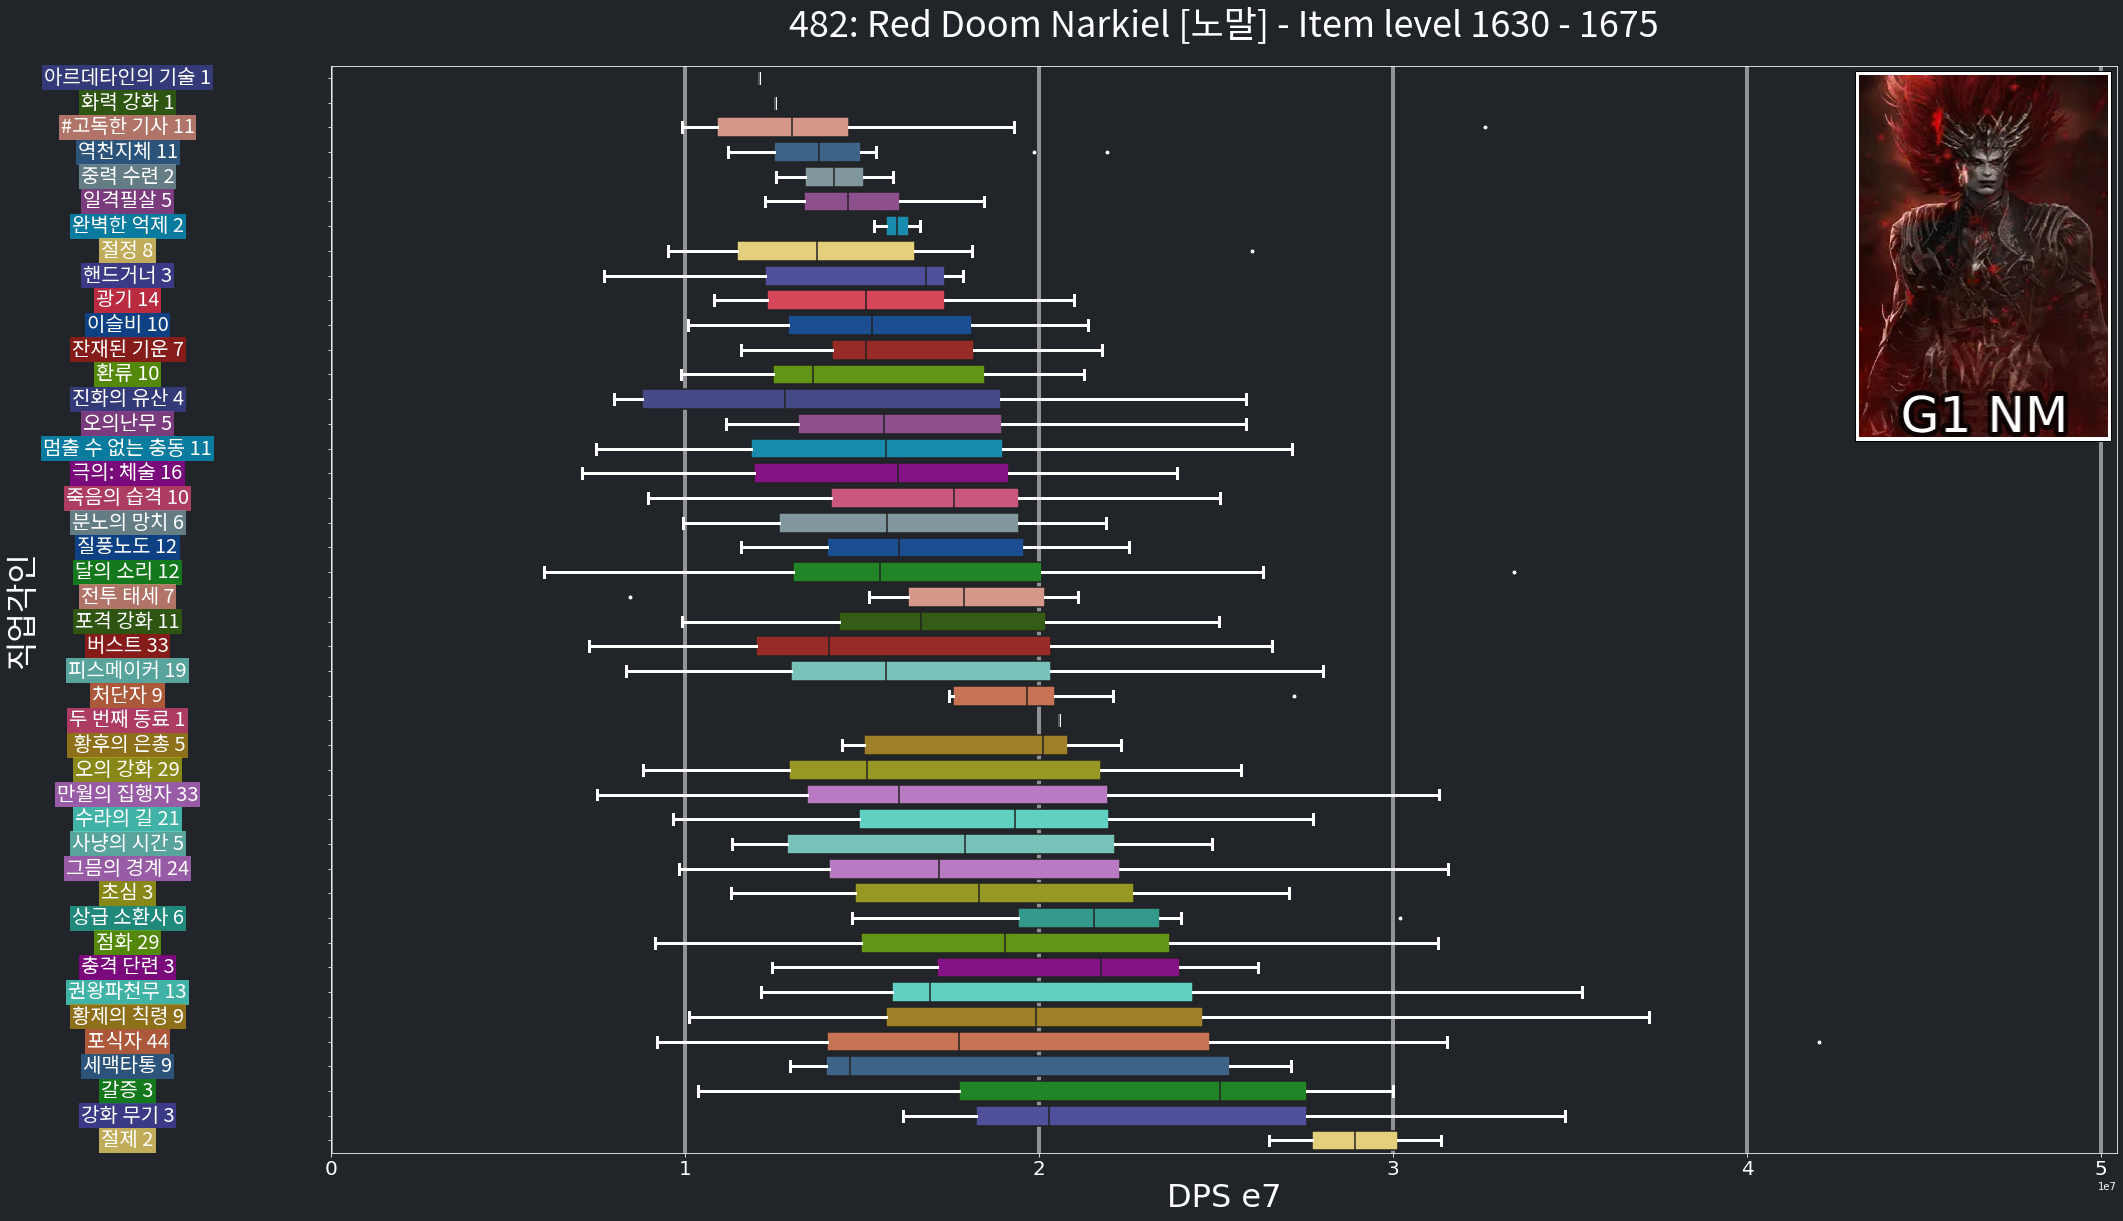 482: Red Doom Narkiel [노말] - Item level 1630 - 1675
아르데타인의 기술 1
화력 강화 1
#고독한 기사 11
역천지체 11
중력 수련 2
일격필살 5
완벽한 억제 2
절정 8
핸드거너 3
광기 14
이슬비 10
잔재된 기운 7
환류 10
진화의 유산 4
오의난무 5
멈출 수 없는 충동 11
극의: 체술 16
죽음의 습격 10
분노의 망치 6
질풍노도 12
달의 소리 12
전투 태세 7
포격 강화 11
버스트 33
피스메이커 19
처단자 9
두 번째 동료 1
황후의 은총 5
오의 강화 29
만월의 집행자 33
수라의 길 21
사냥의 시간 5
그믐의 경계 24
초심 3
상급 소환사 6
점화 29
충격 단련 3
권왕파천무 13
황제의 칙령 9
포식자 44
세맥타통 9
갈증 3
강화 무기 3
절제 2
직업각인
G1 NM
0 1 2 3 4 5
1e7
DPS e7